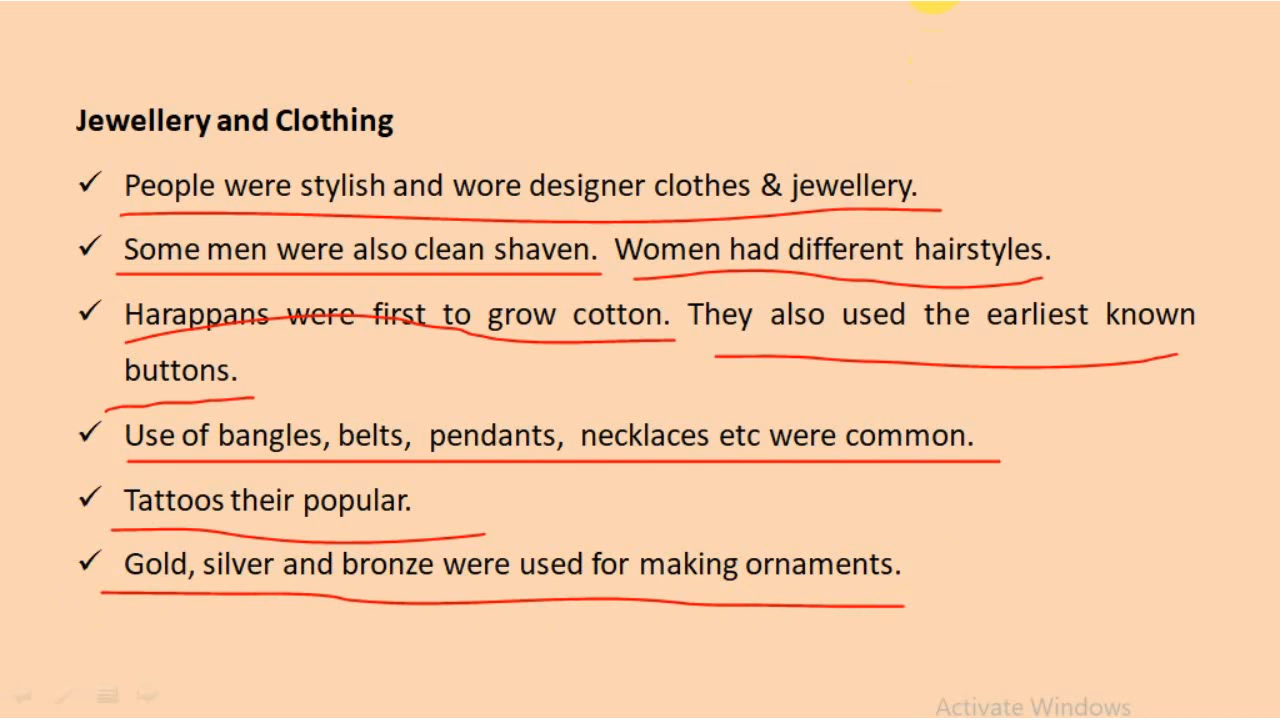 Jewellery and Clothing
✓ People were stylish and wore designer clothes & jewellery.
✓ Some men were also clean shaven. Women had different hairstyles.
✓ Harappans were first to grow cotton. They also used the earliest known
buttons.
✓ Use of bangles, belts, pendants, necklaces etc were common.
✓ Tattoos their popular.
✓ Gold, silver and bronze were used for making ornaments.
Activate Windows